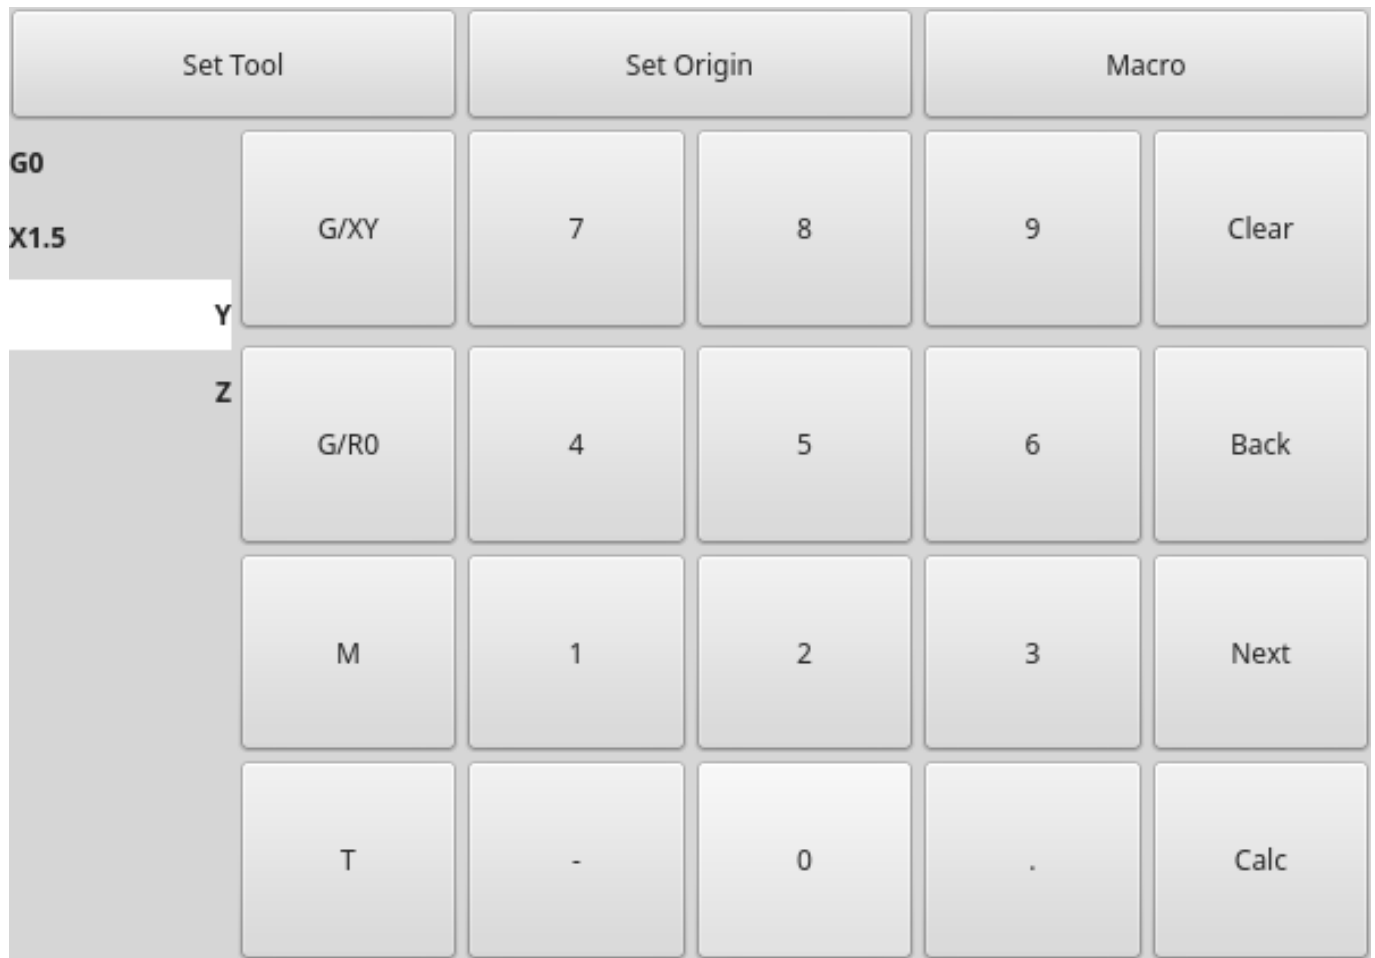 Set Tool Set Origin Macro
G0
X1.5
Y
Z
G/XY 7 8 9 Clear
G/R0 4 5 6 Back
M 1 2 3 Next
T - 0 . Calc